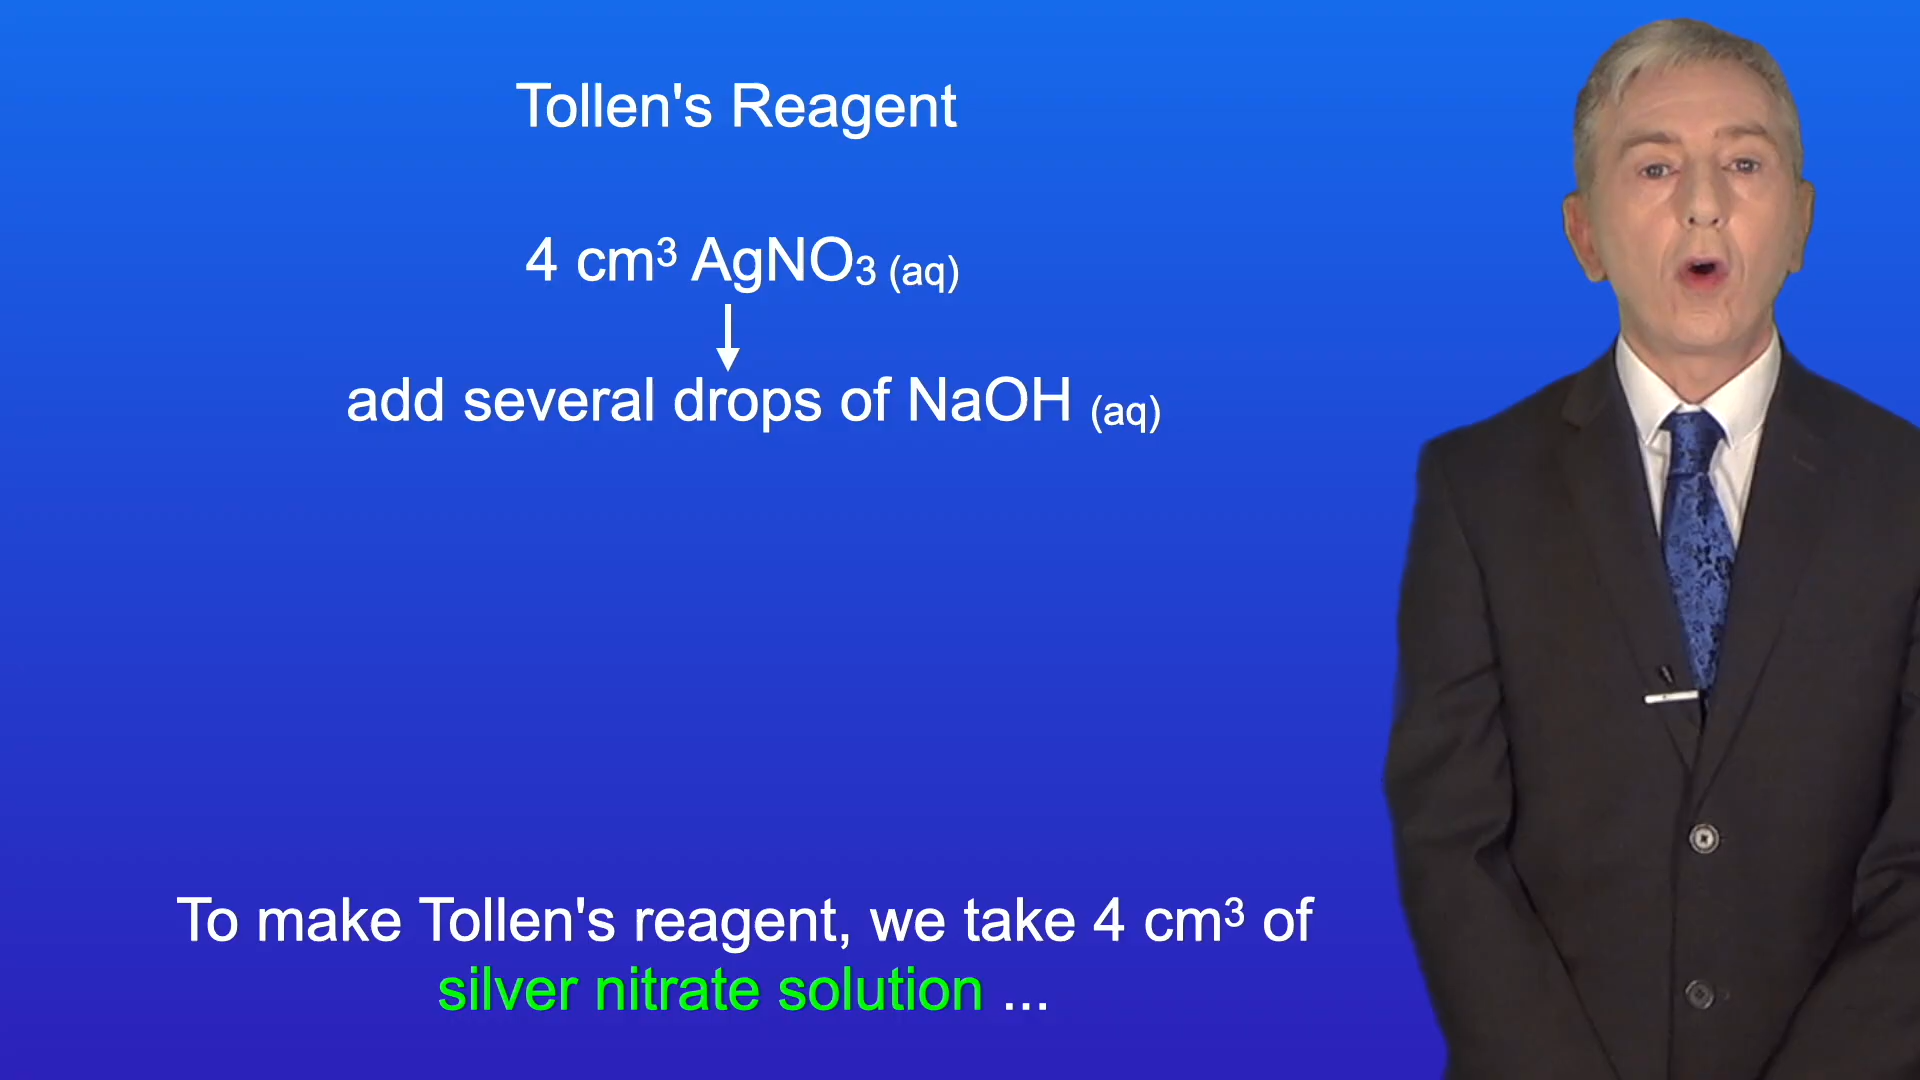 Tollen's Reagent
4 cm³ AgNO₃ (aq)
add several drops of NaOH (aq)
To make Tollen's reagent, we take 4 cm³ of
silver nitrate solution ...